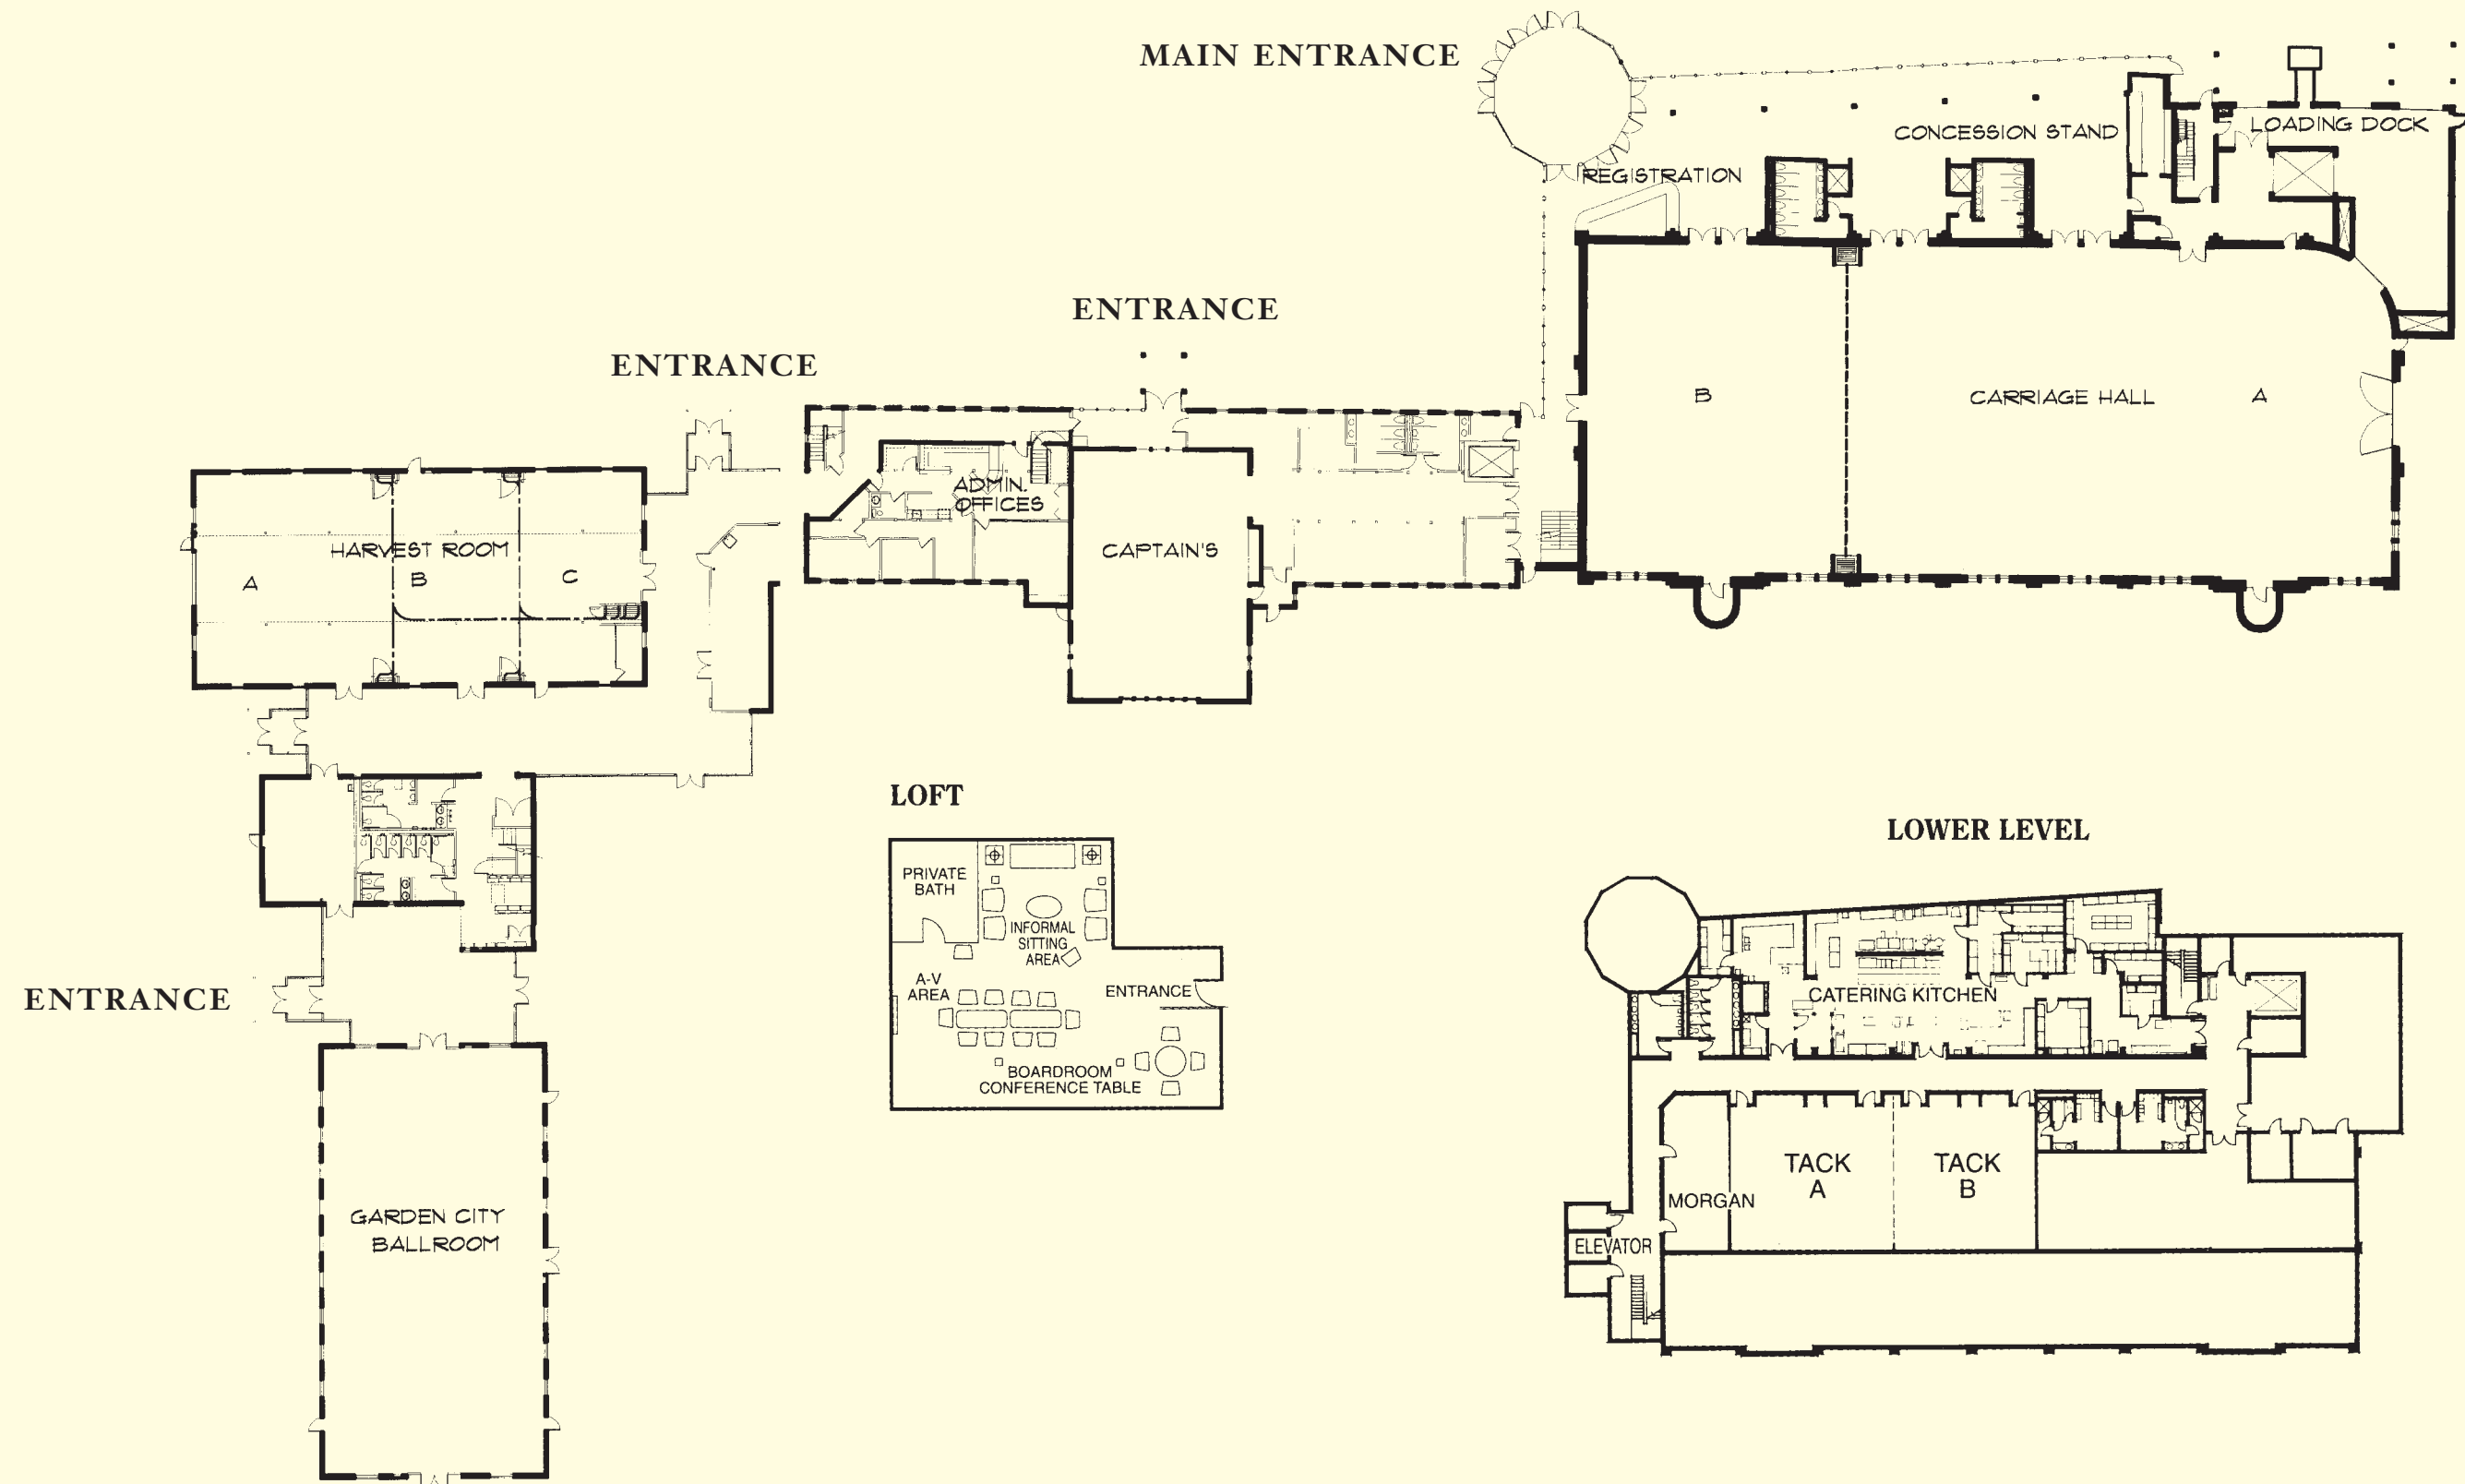 MAIN ENTRANCE
CONCESSION STAND
LOADING DOCK
REGISTRATION
ENTRANCE
ENTRANCE
B
CARRIAGE HALL
A
ADMIN.
OFFICES
HARVEST ROOM
CAPTAIN'S
A
B
C
LOFT
LOWER LEVEL
PRIVATE
BATH
INFORMAL
SITTING
AREA
A-V
AREA
ENTRANCE
BOARDROOM
CONFERENCE TABLE
ENTRANCE
CATERING KITCHEN
TACK
A
TACK
B
MORGAN
ELEVATOR
GARDEN CITY
BALLROOM